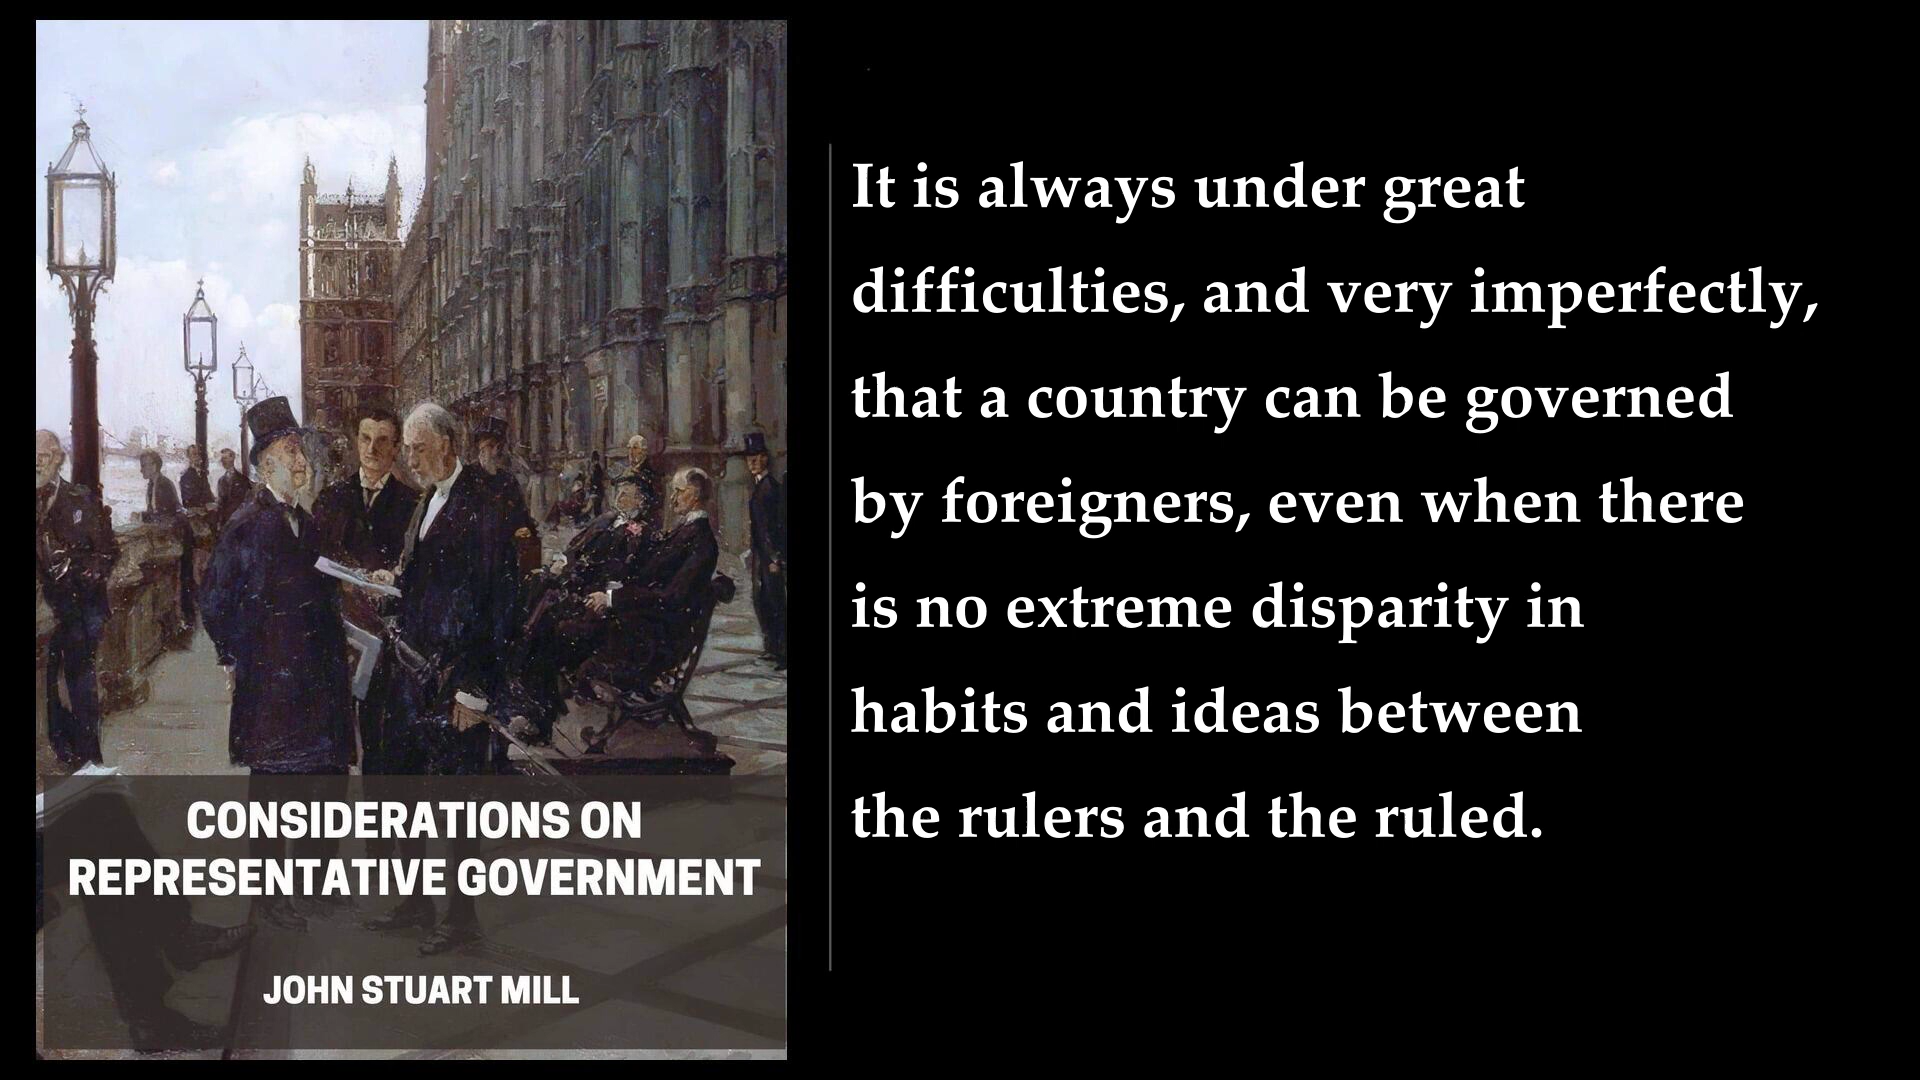 CONSIDERATIONS ON
REPRESENTATIVE GOVERNMENT
JOHN STUART MILL
It is always under great
difficulties, and very imperfectly,
that a country can be governed
by foreigners, even when there
is no extreme disparity in
habits and ideas between
the rulers and the ruled.